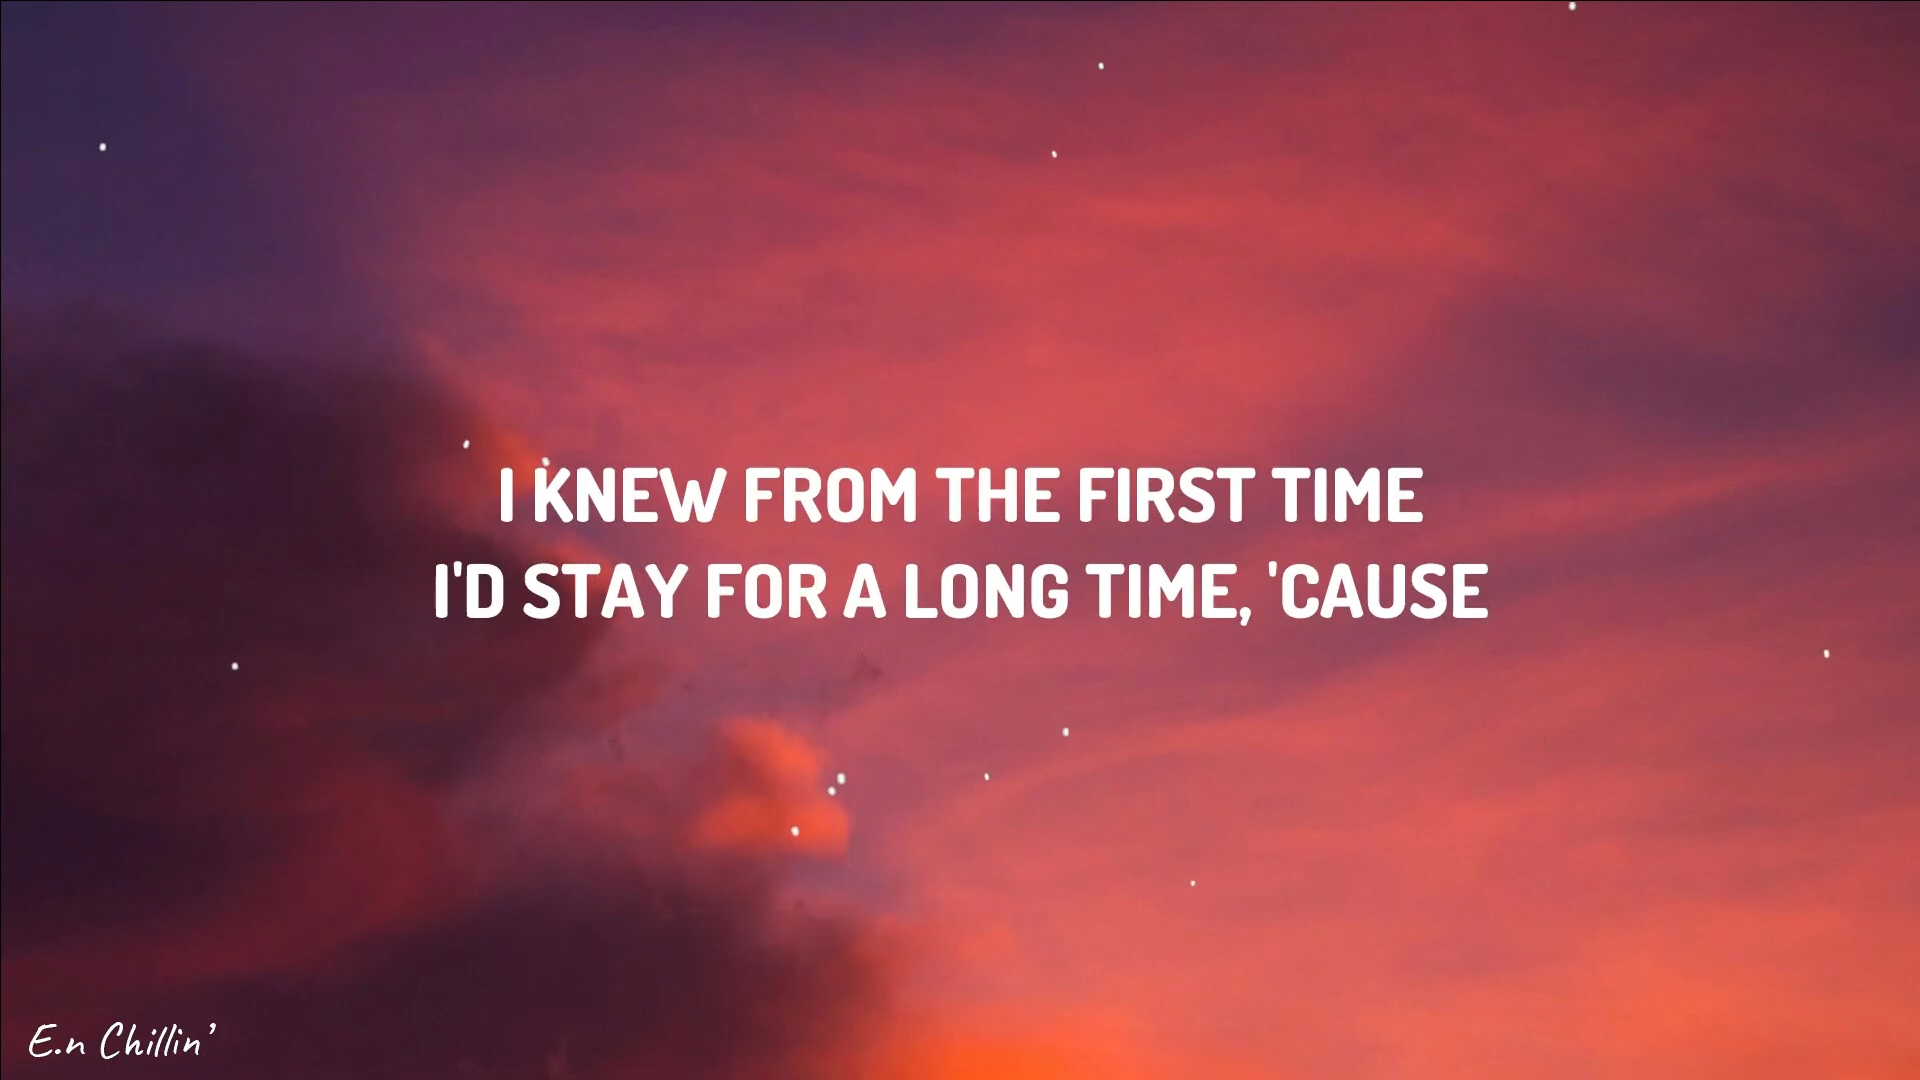 I KNEW FROM THE FIRST TIME
I'D STAY FOR A LONG TIME, 'CAUSE
E.n Chillin'